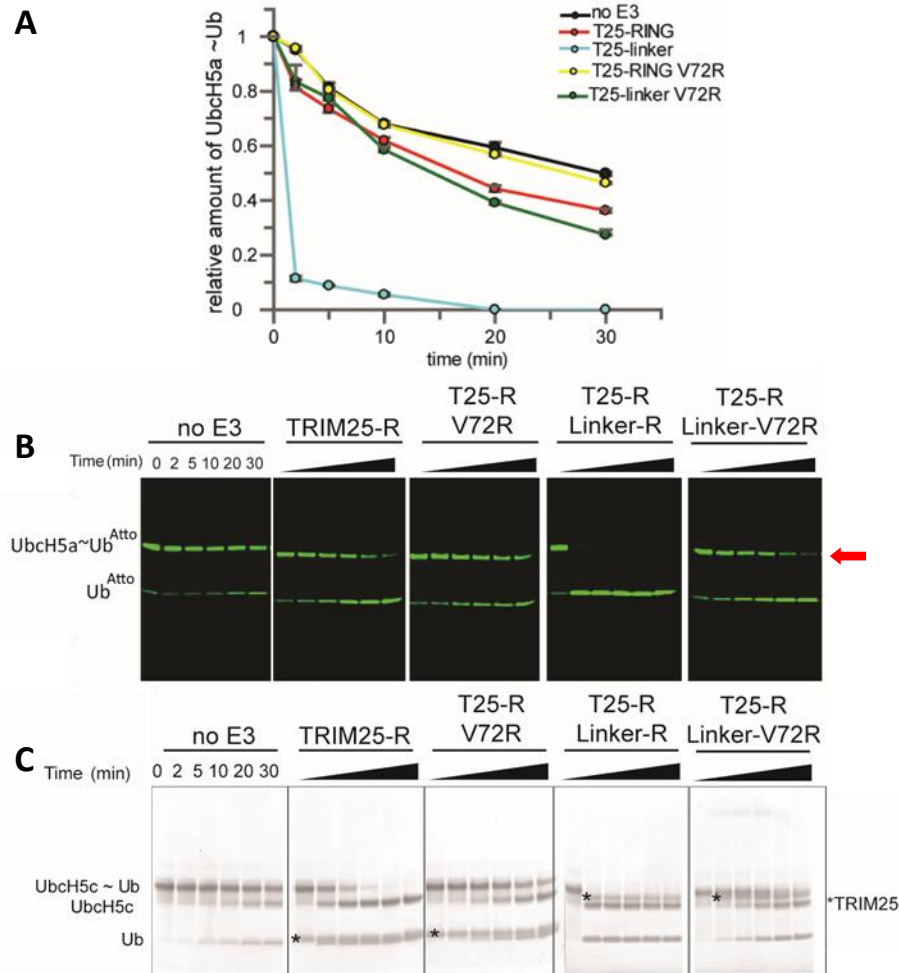 A
relative amount of UbcH5a ~Ub
1
0.8
0.6
0.4
0.2
0
0
10
20
30
time (min)
no E3
T25-RING
T25-linker
T25-RING V72R
T25-linker V72R
B
no E3
TRIM25-R
T25-R
V72R
T25-R
Linker-R
T25-R
Linker-V72R
Time (min) 0 2 5 10 20 30
UbcH5a~Ub^Atto
Ub^Atto
C
no E3
TRIM25-R
T25-R
V72R
T25-R
Linker-R
T25-R
Linker-V72R
Time (min) 0 2 5 10 20 30
UbcH5c ~ Ub
UbcH5c
Ub
*
*
*
*
*TRIM25